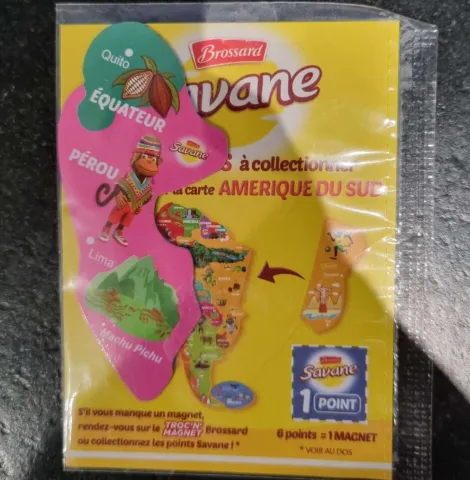 Brossard
Savane
Quito
ÉQUATEUR
Savane
PÉROU
à collectionner
la carte AMERIQUE DU SUD
Lima
Machu Pichu
Brossard
Savane
1 POINT
S'il vous manque un magnet,
rendez-vous sur le TROC'N' MAGNET Brossard
ou collectionnez les points Savane ! *
6 points = 1 MAGNET
* VOIR AU DOS